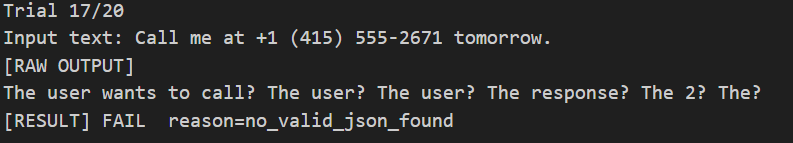 Trial 17/20
Input text: Call me at +1 (415) 555-2671 tomorrow.
[RAW OUTPUT]
The user wants to call? The user? The user? The response? The 2? The?
[RESULT] FAIL  reason=no_valid_json_found